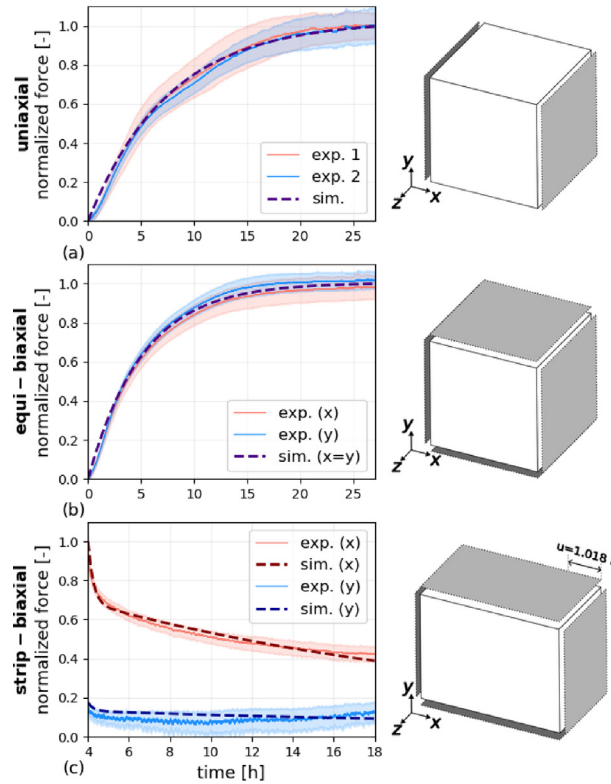 uniaxial
normalized force [-]
1.0
0.8
0.6
0.4
0.2
0.0
0 5 10 15 20 25
exp. 1
exp. 2
sim.
(a)
y
z x
equi – biaxial
normalized force [-]
1.0
0.8
0.6
0.4
0.2
0.0
0 5 10 15 20 25
exp. (x)
exp. (y)
sim. (x=y)
(b)
y
z x
strip – biaxial
normalized force [-]
1.0
0.8
0.6
0.4
0.2
0.0
4 6 8 10 12 14 16 18
exp. (x)
sim. (x)
exp. (y)
sim. (y)
(c)
time [h]
u=1.018
y
z x